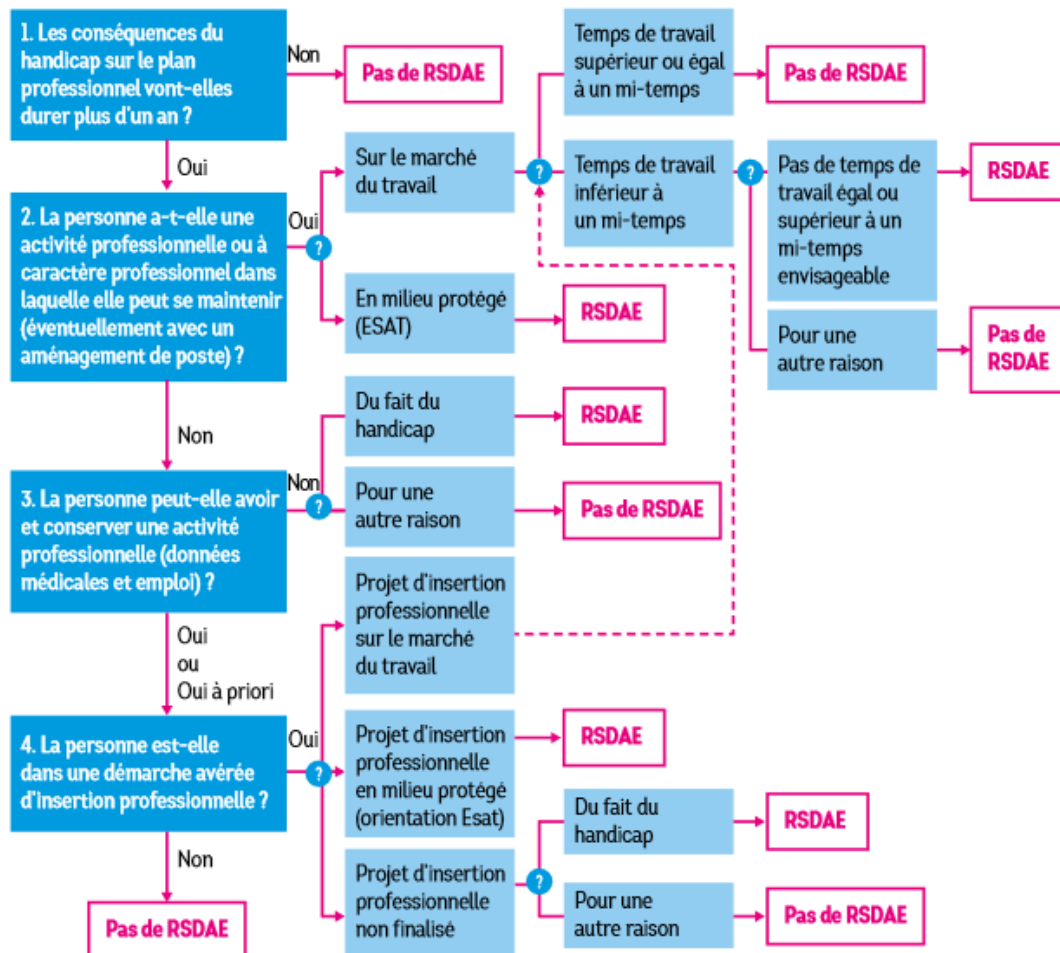 1. Les conséquences du
handicap sur le plan
professionnel vont-elles
durer plus d'un an ?
Non
Pas de RSDAE
Temps de travail
supérieur ou égal
à un mi-temps
Pas de RSDAE
Oui
2. La personne a-t-elle une
activité professionnelle ou à
caractère professionnel dans
laquelle elle peut se maintenir
(éventuellement avec un
aménagement de poste) ?
Oui
?
Sur le marché
du travail
?
Temps de travail
inférieur à
un mi-temps
?
Pas de temps de
travail égal ou
supérieur à un
mi-temps
envisageable
RSDAE
Pour une
autre raison
Pas de
RSDAE
En milieu protégé
(ESAT)
RSDAE
Non
3. La personne peut-elle avoir
et conserver une activité
professionnelle (données
médicales et emploi) ?
Non
?
Du fait du
handicap
RSDAE
Pour une
autre raison
Pas de RSDAE
Oui
ou
Oui à priori
4. La personne est-elle
dans une démarche avérée
d'insertion professionnelle ?
Oui
?
Projet d'insertion
professionnelle
sur le marché
du travail
Projet d'insertion
professionnelle
en milieu protégé
(orientation Esat)
RSDAE
Projet d'insertion
professionnelle
non finalisé
?
Du fait du
handicap
RSDAE
Pour une
autre raison
Pas de RSDAE
Non
Pas de RSDAE